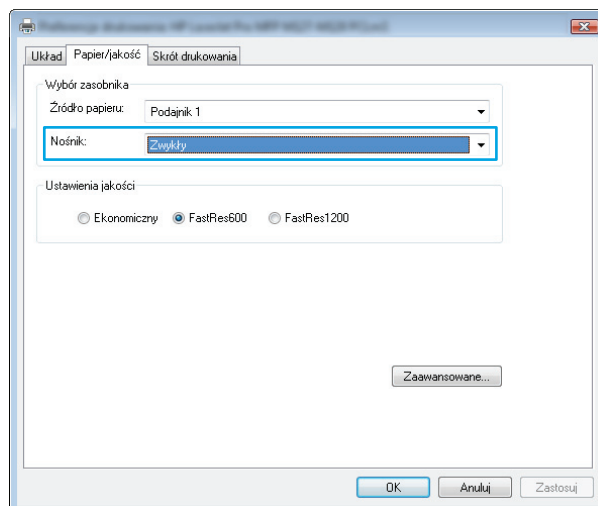 Układ Papier/jakość Skrót drukowania
Wybór zasobnika
Źródło papieru: Podajnik 1
Nośnik: Zwykły
Ustawienia jakości
Ekonomiczny FastRes600 FastRes1200
Zaawansowane...
OK Anuluj Zastosuj